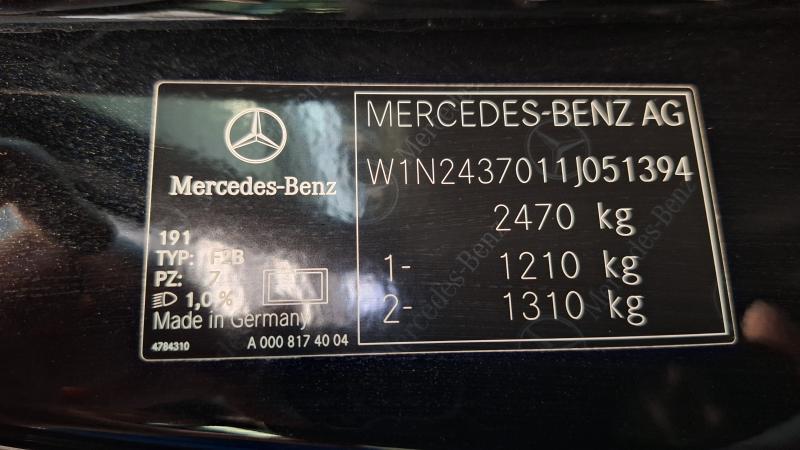 Mercedes-Benz
191
TYP: F2B
PZ: 7
1,0 %
Made in Germany
4784310
A 000 817 40 04
MERCEDES-BENZ AG
W1N2437011J051394
2470 kg
1- 1210 kg
2- 1310 kg